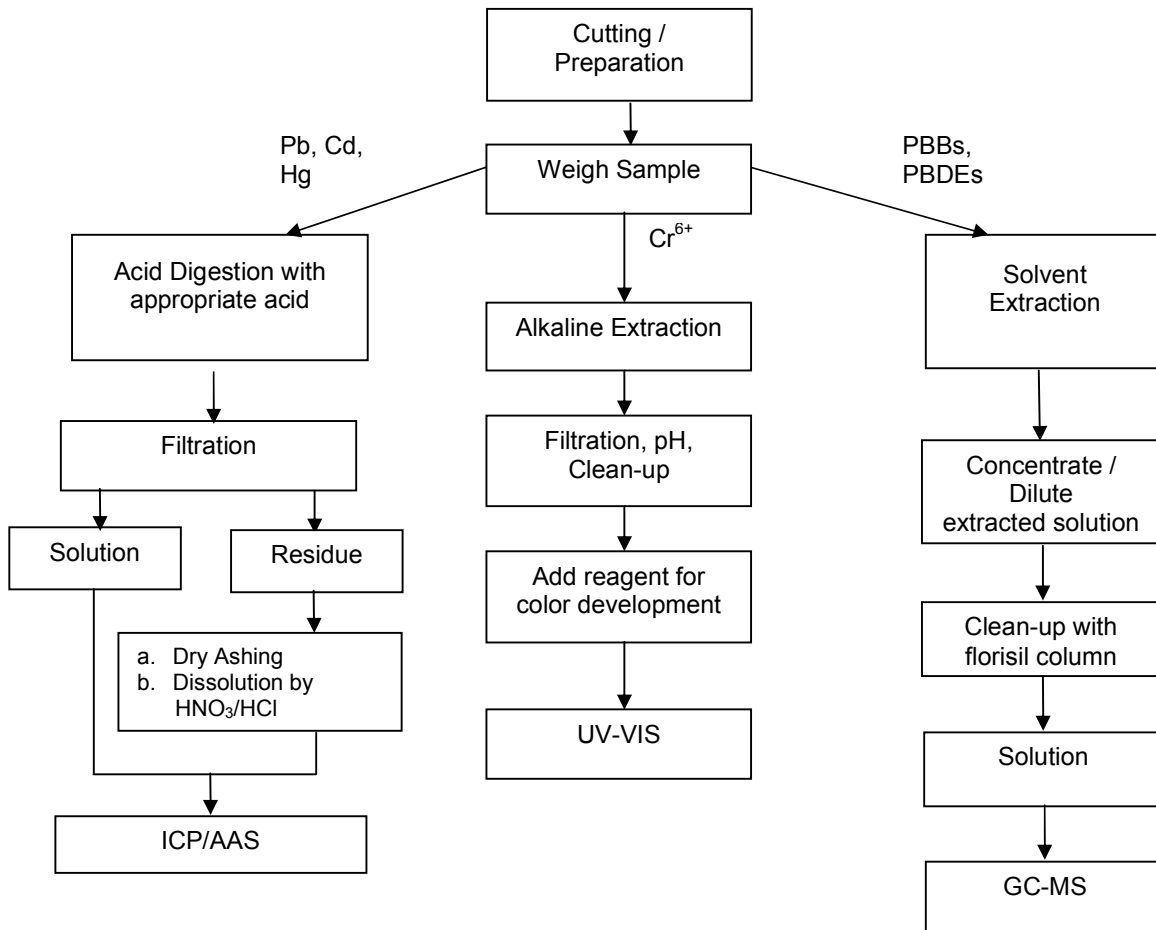 Cutting /
Preparation
Pb, Cd,
Hg
Weigh Sample
PBBs,
PBDEs
Cr⁶⁺
Acid Digestion with
appropriate acid
Alkaline Extraction
Solvent
Extraction
Filtration
Filtration, pH,
Clean-up
Concentrate /
Dilute
extracted solution
Solution
Residue
Add reagent for
color development
Clean-up with
florisil column
a. Dry Ashing
b. Dissolution by
HNO₃/HCl
UV-VIS
Solution
ICP/AAS
GC-MS